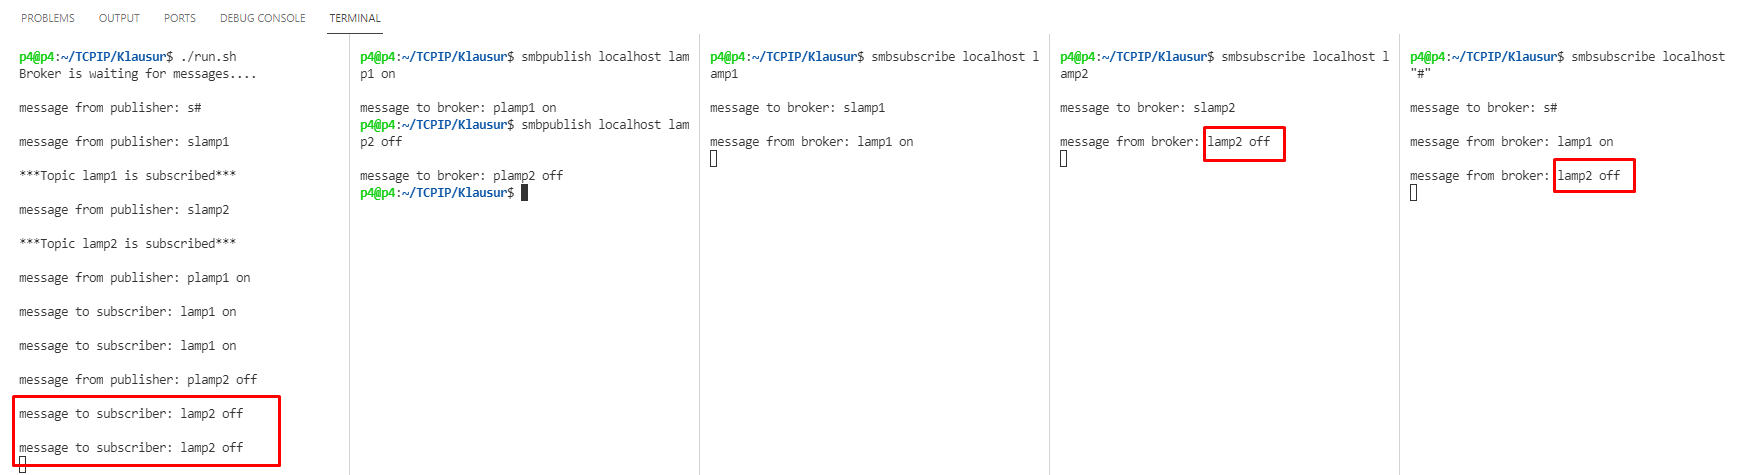 PROBLEMS OUTPUT PORTS DEBUG CONSOLE TERMINAL
p4@p4:~/TCPIP/Klausur$ ./run.sh
Broker is waiting for messages....
message from publisher: s#
message from publisher: slamp1
***Topic lamp1 is subscribed***
message from publisher: slamp2
***Topic lamp2 is subscribed***
message from publisher: plamp1 on
message to subscriber: lamp1 on
message to subscriber: lamp1 on
message from publisher: plamp2 off
message to subscriber: lamp2 off
message to subscriber: lamp2 off
p4@p4:~/TCPIP/Klausur$ smbpublish localhost lam
p1 on
message to broker: plamp1 on
p4@p4:~/TCPIP/Klausur$ smbpublish localhost lam
p2 off
message to broker: plamp2 off
p4@p4:~/TCPIP/Klausur$
p4@p4:~/TCPIP/Klausur$ smbsubscribe localhost l
amp1
message to broker: slamp1
message from broker: lamp1 on
p4@p4:~/TCPIP/Klausur$ smbsubscribe localhost l
amp2
message to broker: slamp2
message from broker: lamp2 off
p4@p4:~/TCPIP/Klausur$ smbsubscribe localhost
"#"
message to broker: s#
message from broker: lamp1 on
message from broker: lamp2 off